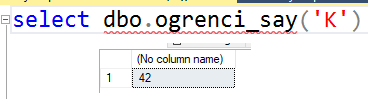 select dbo.ogrenci_say('K')
(No column name)
1 42